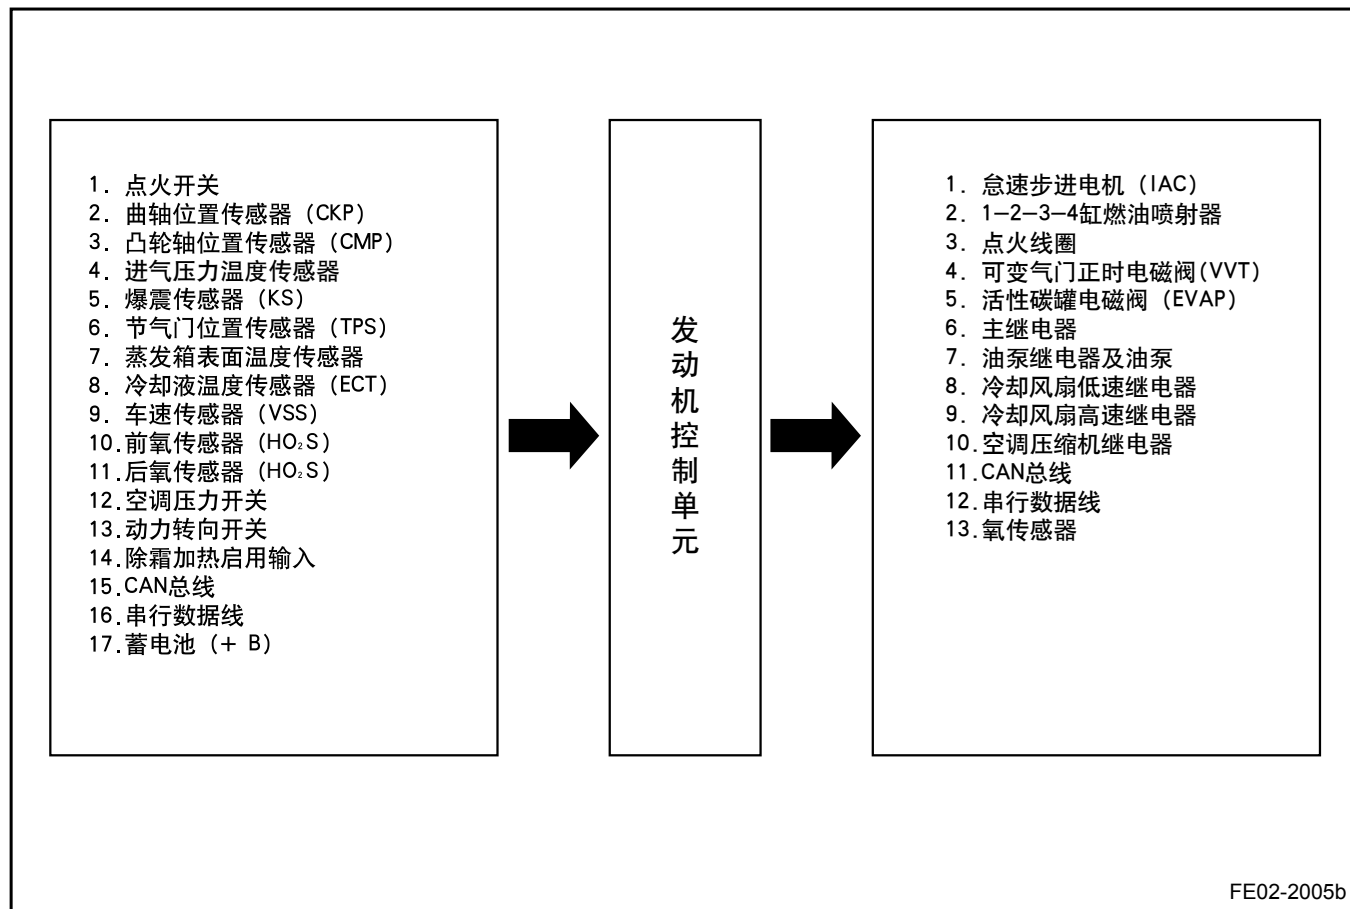 1. 点火开关
2. 曲轴位置传感器（CKP）
3. 凸轮轴位置传感器（CMP）
4. 进气压力温度传感器
5. 爆震传感器（KS）
6. 节气门位置传感器（TPS）
7. 蒸发箱表面温度传感器
8. 冷却液温度传感器（ECT）
9. 车速传感器（VSS）
10.前氧传感器（HO₂S）
11.后氧传感器（HO₂S）
12.空调压力开关
13.动力转向开关
14.除霜加热启用输入
15.CAN总线
16.串行数据线
17.蓄电池（+ B）
发动机控制单元
1. 怠速步进电机（IAC）
2. 1-2-3-4缸燃油喷射器
3. 点火线圈
4. 可变气门正时电磁阀(VVT)
5. 活性碳罐电磁阀（EVAP）
6. 主继电器
7. 油泵继电器及油泵
8. 冷却风扇低速继电器
9. 冷却风扇高速继电器
10.空调压缩机继电器
11.CAN总线
12.串行数据线
13.氧传感器
FE02-2005b